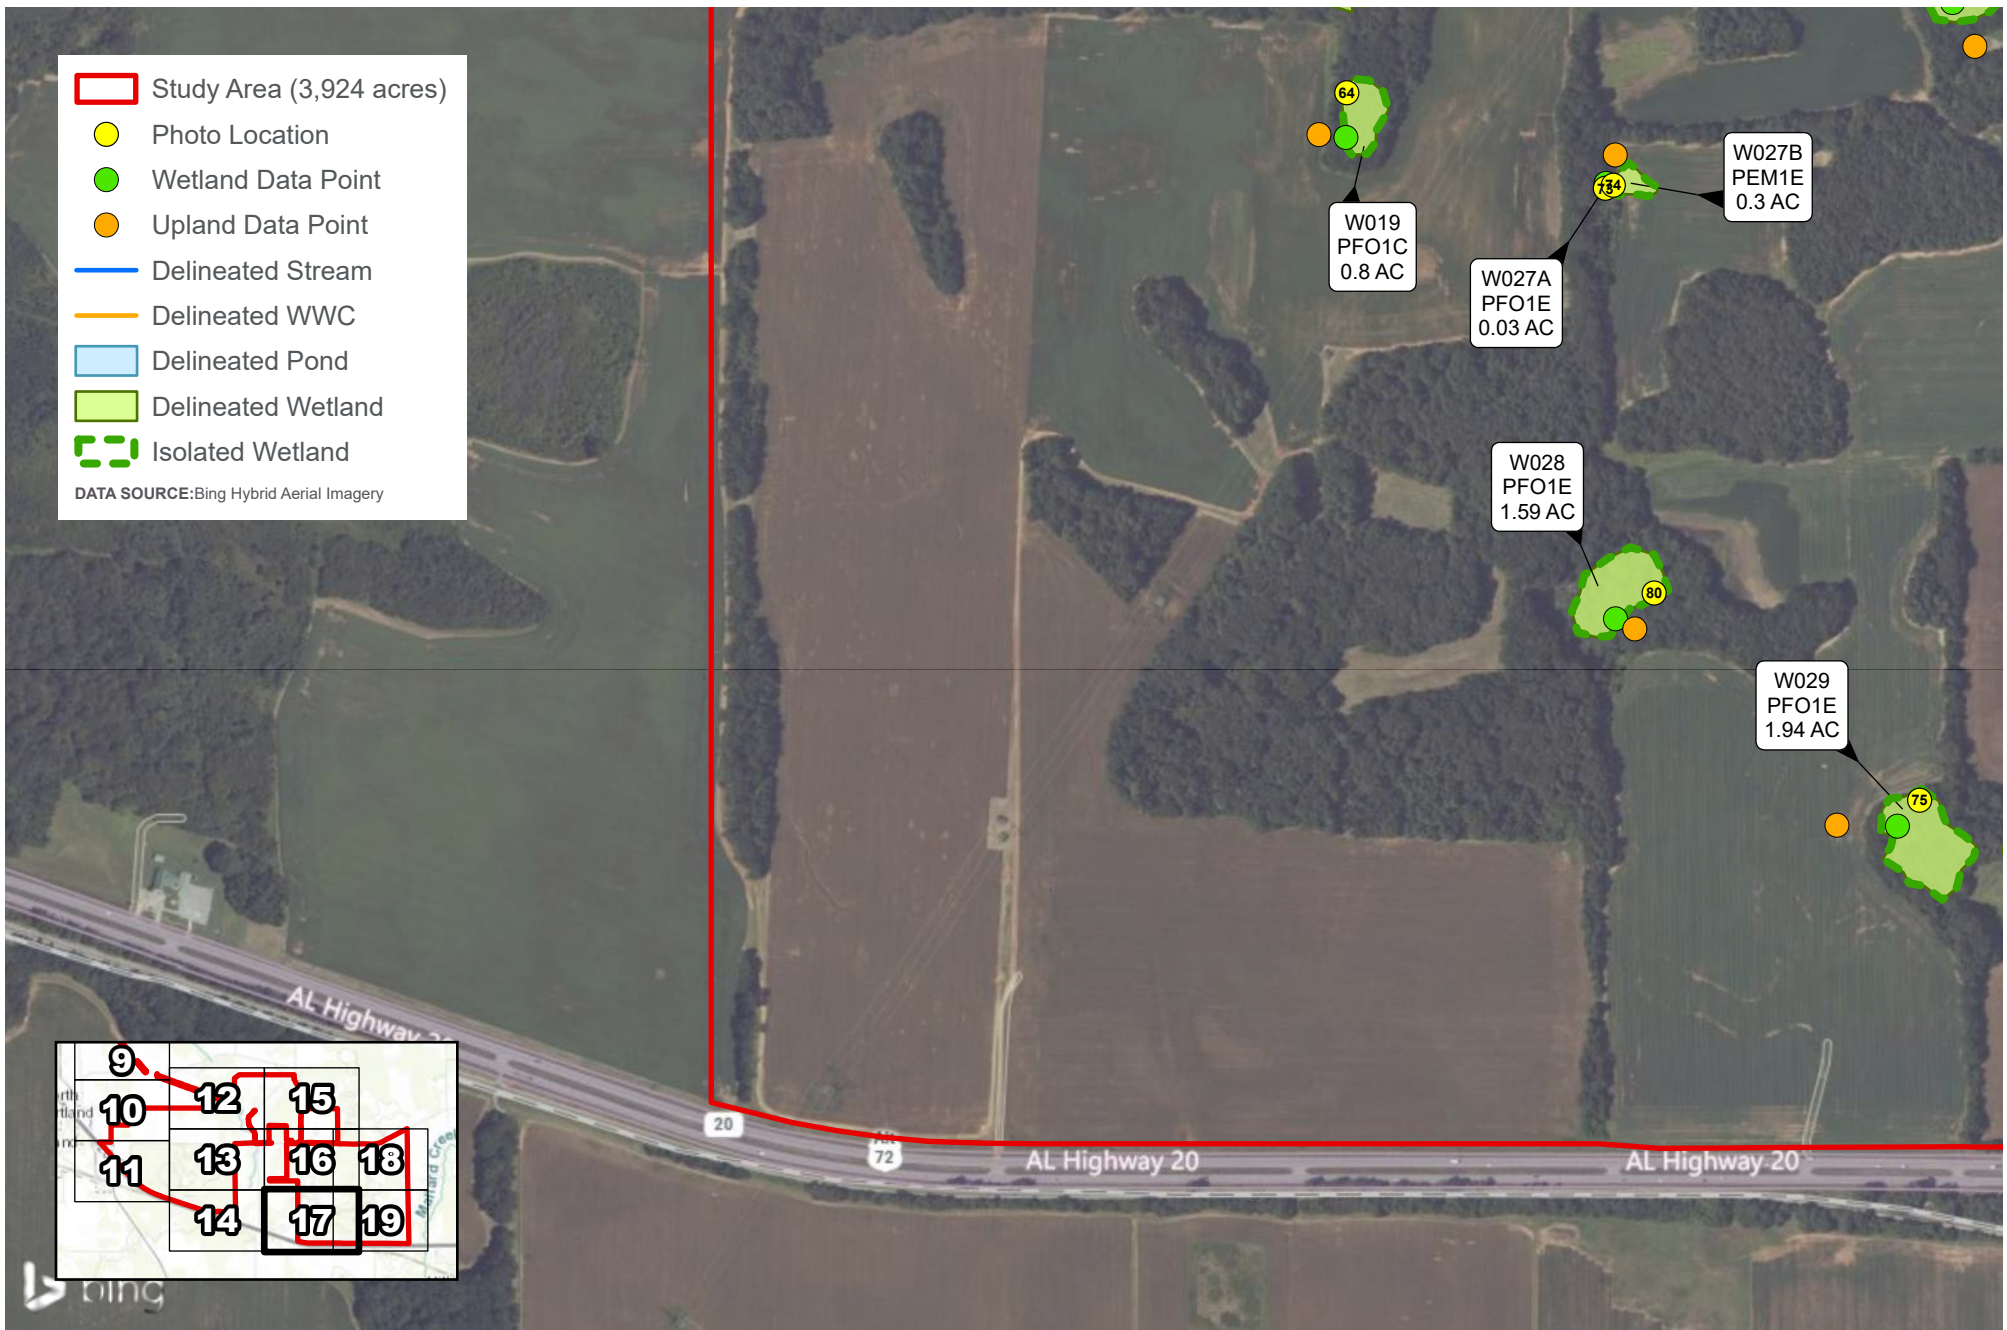 Study Area (3,924 acres)
Photo Location
Wetland Data Point
Upland Data Point
Delineated Stream
Delineated WWC
Delineated Pond
Delineated Wetland
Isolated Wetland
DATA SOURCE:Bing Hybrid Aerial Imagery
64
W019
PFO1C
0.8 AC
74
W027B
PEM1E
0.3 AC
W027A
PFO1E
0.03 AC
W028
PFO1E
1.59 AC
80
W029
PFO1E
1.94 AC
75
AL Highway
20
72
AL Highway 20
AL Highway 20
9
12
15
10
13
16
18
11
14
17
19
bing